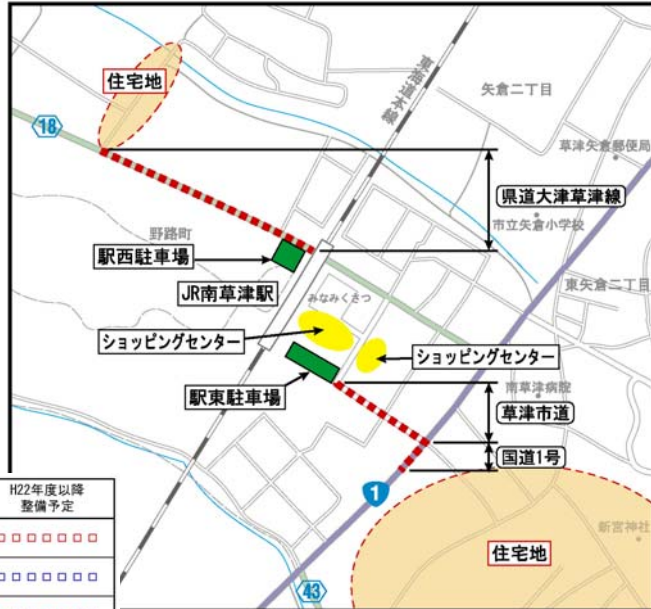 住宅地
東海道本線
矢倉二丁目
18
草津矢倉郵便局
県道大津草津線
市立矢倉小学校
野路町
駅西駐車場
JR南草津駅
東矢倉二丁目
みなみくさつ
ショッピングセンター
ショッピングセンター
駅東駐車場
南草津病院
草津市道
国道1号
H22年度以降
整備予定
1
新宮神社
住宅地
43